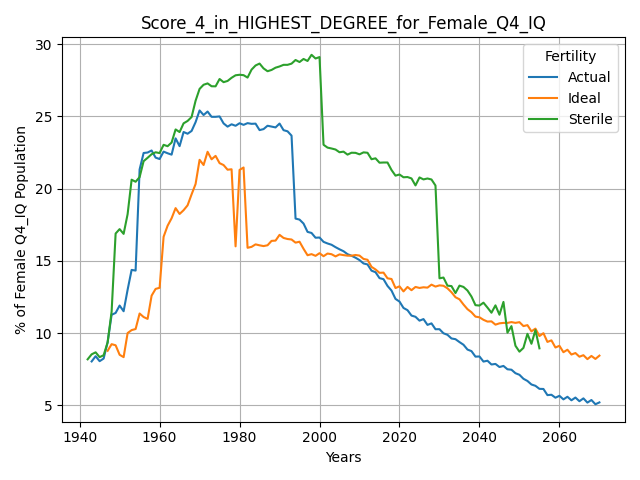 Score_4_in_HIGHEST_DEGREE_for_Female_Q4_IQ
% of Female Q4_IQ Population
30
25
20
15
10
5
1940 1960 1980 2000 2020 2040 2060
Years
Fertility
Actual
Ideal
Sterile